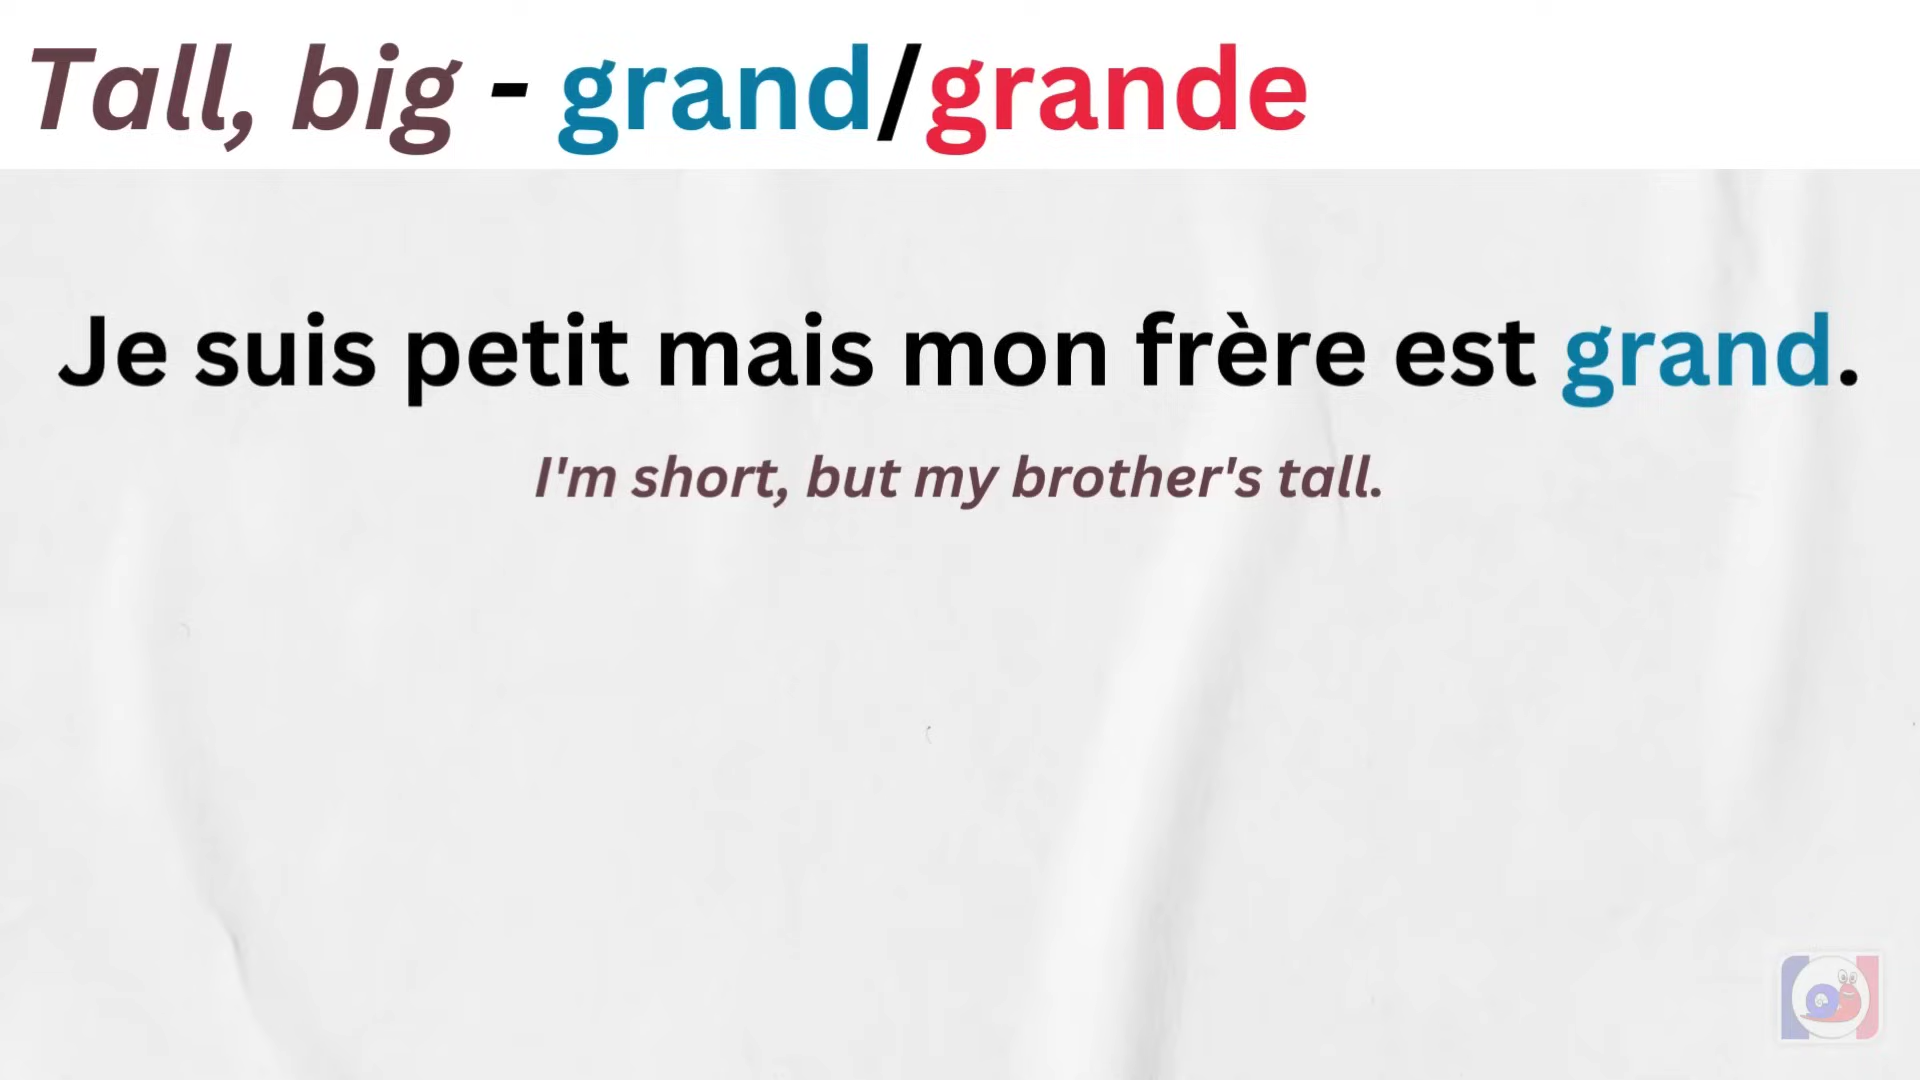 Tall, big - grand/grande
Je suis petit mais mon frère est grand.
I'm short, but my brother's tall.